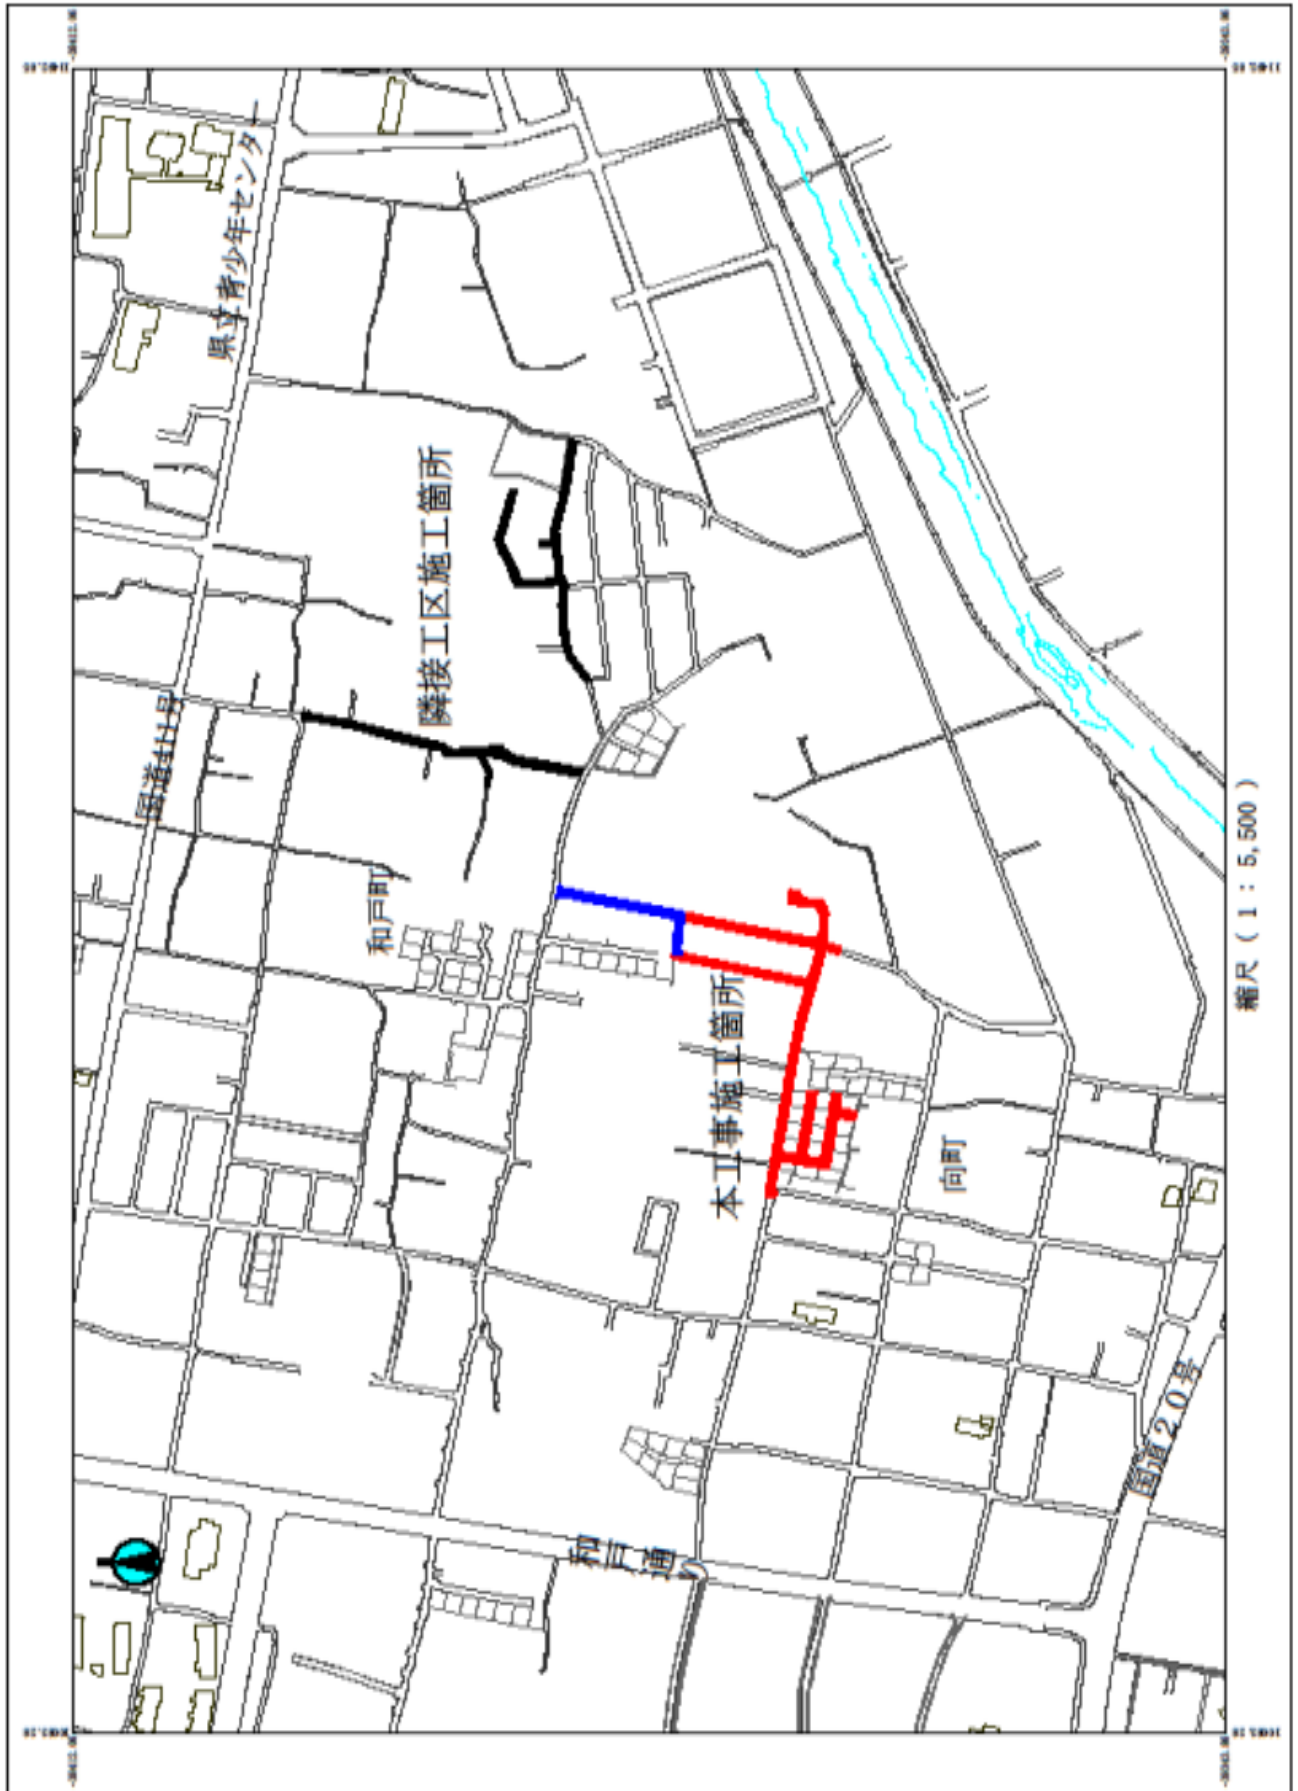 県立青少年センター
隣接工区施工箇所
国道411号
和戸町
本工事施工箇所
向町
国道20号
和戸通り
縮尺 ( 1 : 5,500 )